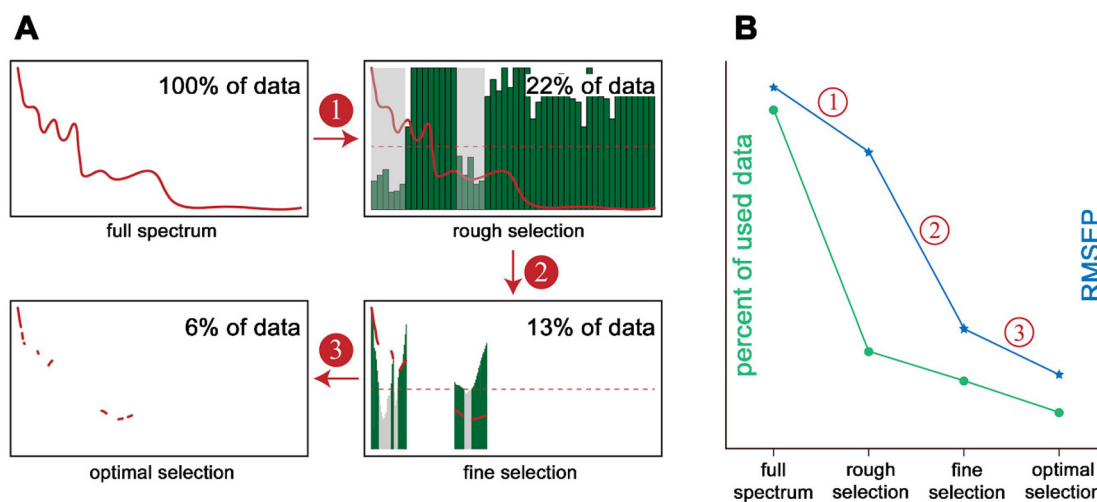 A
100% of data
full spectrum
1
22% of data
rough selection
2
13% of data
fine selection
3
6% of data
optimal selection
B
percent of used data
RMSEP
1
2
3
full
spectrum
rough
selection
fine
selection
optimal
selection